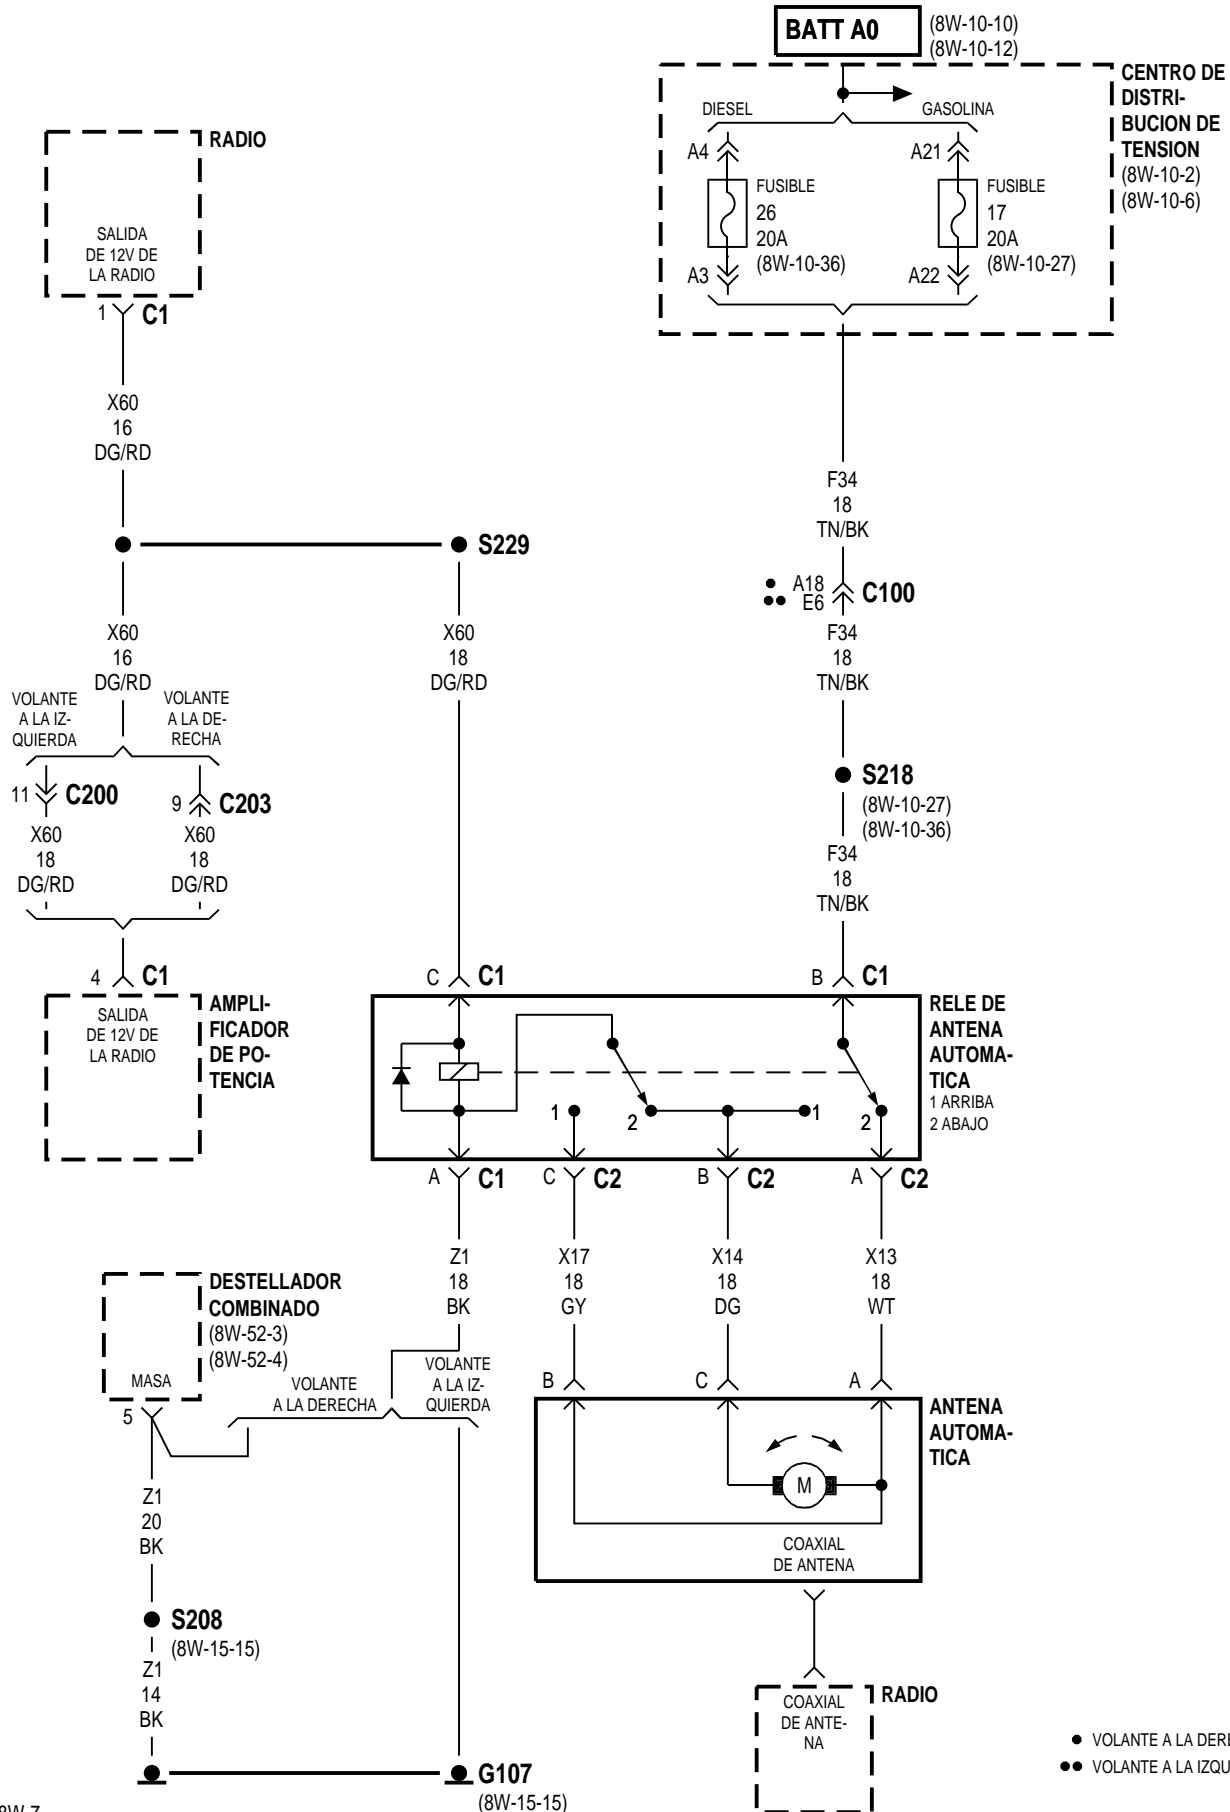 BATT A0
(8W-10-10)
(8W-10-12)
CENTRO DE
DISTRI-
BUCION DE
TENSION
(8W-10-2)
(8W-10-6)
DIESEL
GASOLINA
A4
A21
FUSIBLE
26
20A
(8W-10-36)
FUSIBLE
17
20A
(8W-10-27)
A3
A22
RADIO
SALIDA
DE 12V DE
LA RADIO
1
C1
X60
16
DG/RD
F34
18
TN/BK
S229
A18
E6
C100
X60
16
DG/RD
X60
18
DG/RD
F34
18
TN/BK
VOLANTE
A LA IZ-
QUIERDA
VOLANTE
A LA DE-
RECHA
11
C200
9
C203
X60
18
DG/RD
X60
18
DG/RD
S218
(8W-10-27)
(8W-10-36)
F34
18
TN/BK
4
C1
C
C1
B
C1
SALIDA
DE 12V DE
LA RADIO
AMPLI-
FICADOR
DE PO-
TENCIA
RELE DE
ANTENA
AUTOMA-
TICA
1 ARRIBA
2 ABAJO
1
2
1
2
A
C1
C
C2
B
C2
A
C2
Z1
18
BK
X17
18
GY
X14
18
DG
X13
18
WT
DESTELLADOR
COMBINADO
(8W-52-3)
(8W-52-4)
MASA
5
VOLANTE
A LA DERECHA
VOLANTE
A LA IZ-
QUIERDA
B
C
A
ANTENA
AUTOMA-
TICA
M
COAXIAL
DE ANTENA
Z1
20
BK
S208
(8W-15-15)
Z1
14
BK
G107
(8W-15-15)
RADIO
COAXIAL
DE ANTE-
NA
VOLANTE A LA DERE
VOLANTE A LA IZQU